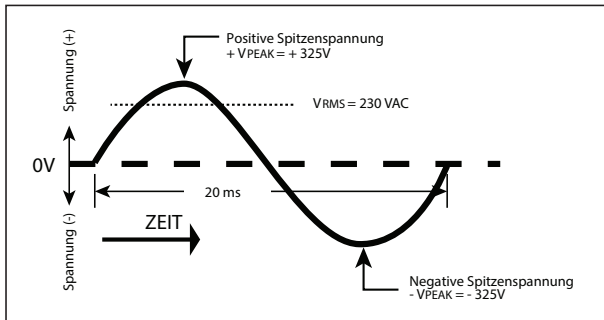 Positive Spitzenspannung
+ VPEAK = + 325V
Spannung (+)
VRMS = 230 VAC
0V
20 ms
Spannung (-)
ZEIT
Negative Spitzenspannung
- VPEAK = - 325V